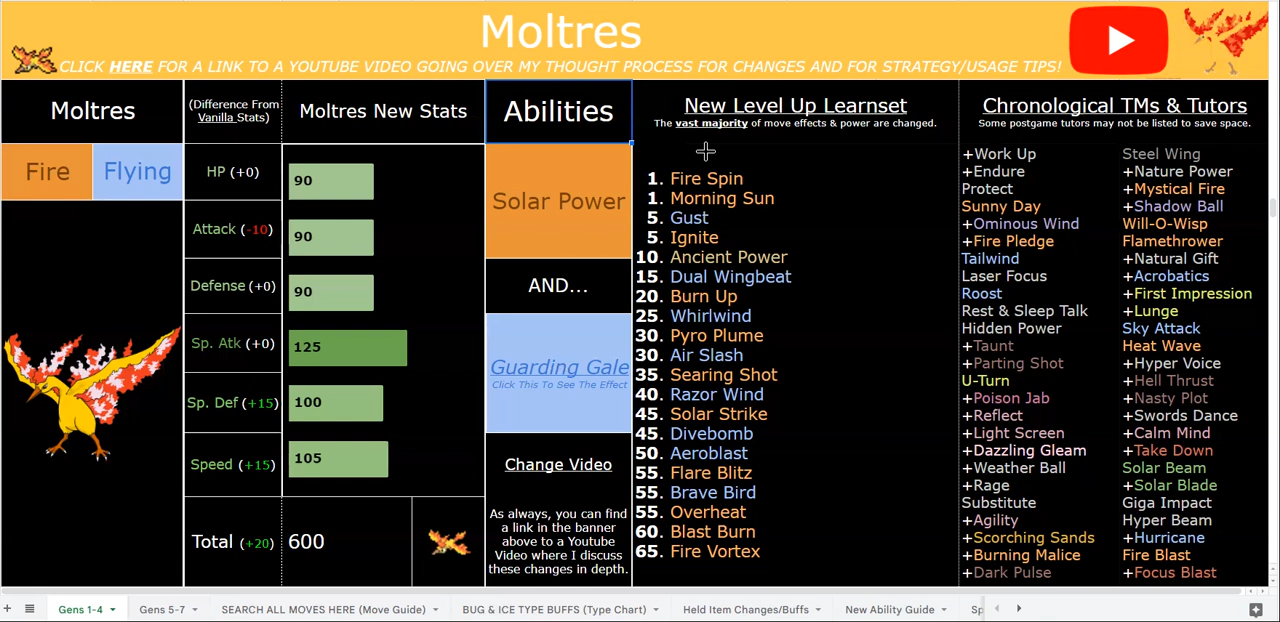 Moltres
CLICK HERE FOR A LINK TO A YOUTUBE VIDEO GOING OVER MY THOUGHT PROCESS FOR CHANGES AND FOR STRATEGY/USAGE TIPS!
Moltres
Fire
Flying
(Difference From
Vanilla Stats)
Moltres New Stats
HP (+0)
90
Attack (-10)
90
Defense (+0)
90
Sp. Atk (+0)
125
Sp. Def (+15)
100
Speed (+15)
105
Total (+20)
600
Abilities
Solar Power
AND...
Guarding Gale
Click This To See The Effect
Change Video
As always, you can find
a link in the banner
above to a Youtube
Video where I discuss
these changes in depth.
New Level Up Learnset
The vast majority of move effects & power are changed.
1. Fire Spin
1. Morning Sun
5. Gust
5. Ignite
10. Ancient Power
15. Dual Wingbeat
20. Burn Up
25. Whirlwind
30. Pyro Plume
30. Air Slash
35. Searing Shot
40. Razor Wind
45. Solar Strike
45. Divebomb
50. Aeroblast
55. Flare Blitz
55. Brave Bird
55. Overheat
60. Blast Burn
65. Fire Vortex
Chronological TMs & Tutors
Some postgame tutors may not be listed to save space.
+Work Up
+Endure
Protect
Sunny Day
+Ominous Wind
+Fire Pledge
Tailwind
Laser Focus
Roost
Rest & Sleep Talk
Hidden Power
+Taunt
+Parting Shot
U-Turn
+Poison Jab
+Reflect
+Light Screen
+Dazzling Gleam
+Weather Ball
+Rage
Substitute
+Agility
+Scorching Sands
+Burning Malice
+Dark Pulse
Steel Wing
+Nature Power
+Mystical Fire
+Shadow Ball
Will-O-Wisp
Flamethrower
+Natural Gift
+Acrobatics
+First Impression
+Lunge
Sky Attack
Heat Wave
+Hyper Voice
+Hell Thrust
+Nasty Plot
+Swords Dance
+Calm Mind
+Take Down
Solar Beam
+Solar Blade
Giga Impact
Hyper Beam
+Hurricane
Fire Blast
+Focus Blast
Gens 1-4
Gens 5-7
SEARCH ALL MOVES HERE (Move Guide)
BUG & ICE TYPE BUFFS (Type Chart)
Held Item Changes/Buffs
New Ability Guide